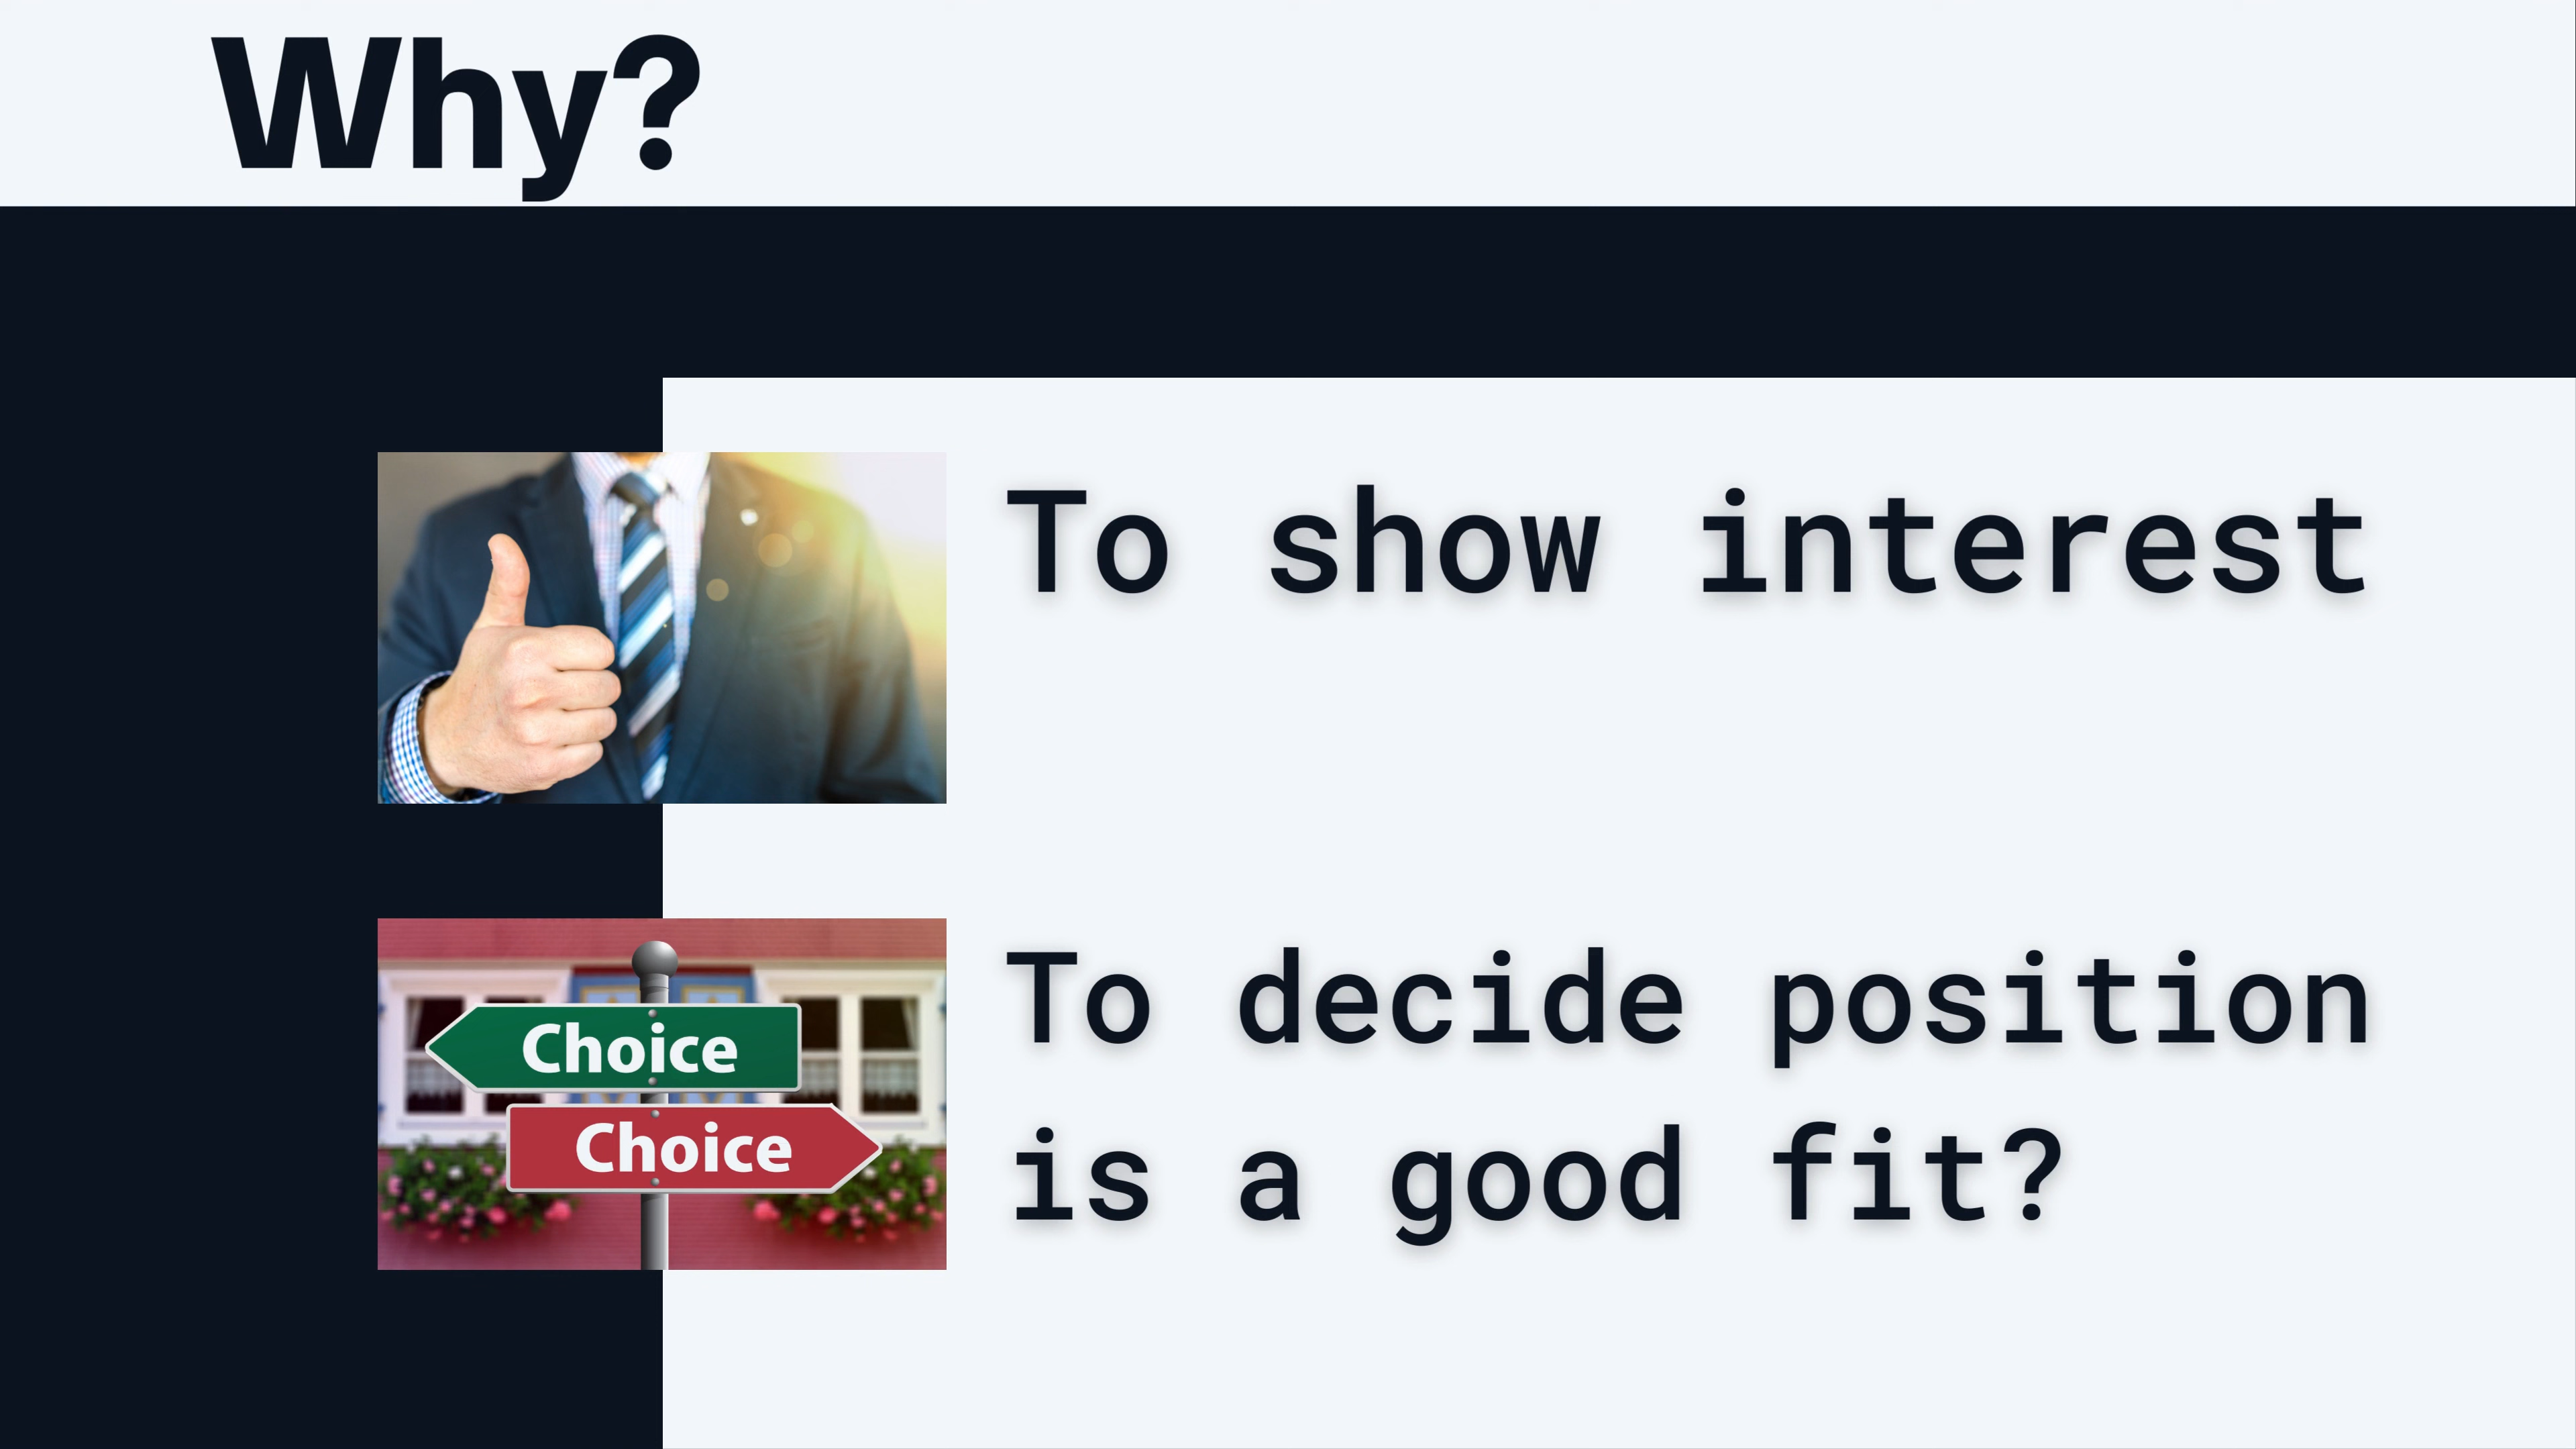 Why?
To show interest
Choice
Choice
To decide position
is a good fit?